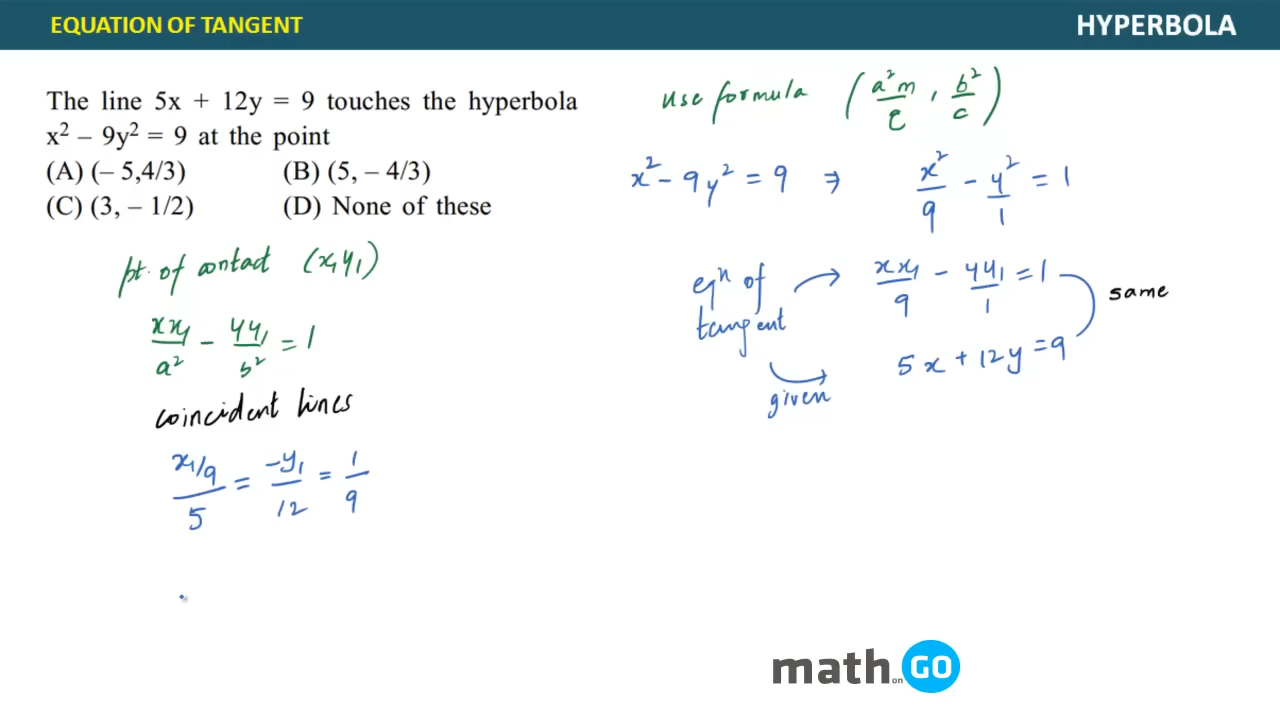 EQUATION OF TANGENT
HYPERBOLA
The line 5x + 12y = 9 touches the hyperbola
x² – 9y² = 9 at the point
(A) (– 5,4/3) (B) (5, – 4/3)
(C) (3, – 1/2) (D) None of these
pt. of contact (x₁y₁)
xx₁/a² - yy₁/b² = 1
coincident lines
x₁/9/5 = -y₁/12 = 1/9
use formula (a²m/c, b²/c)
x² - 9y² = 9 ⇒ x²/9 - y²/1 = 1
eqⁿ of
tangent → xx₁/9 - yy₁/1 = 1
same
given → 5x + 12y = 9
math on GO